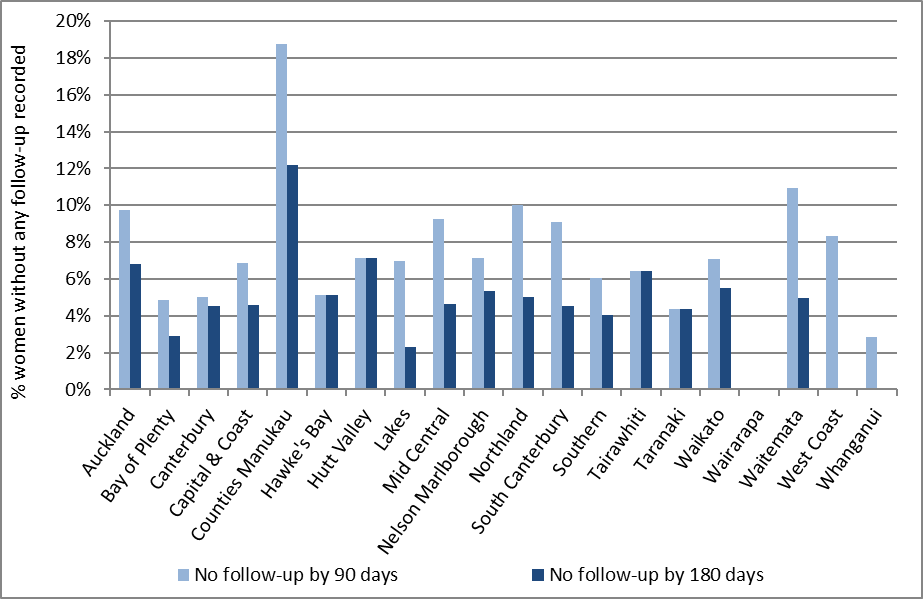 % women without any follow-up recorded
20%
18%
16%
14%
12%
10%
8%
6%
4%
2%
0%
Auckland
Bay of Plenty
Canterbury
Capital & Coast
Counties Manukau
Hawke's Bay
Hutt Valley
Lakes
Mid Central
Nelson Marlborough
Northland
South Canterbury
Southern
Tairawhiti
Taranaki
Waikato
Wairarapa
Waitemata
West Coast
Whanganui
No follow-up by 90 days
No follow-up by 180 days